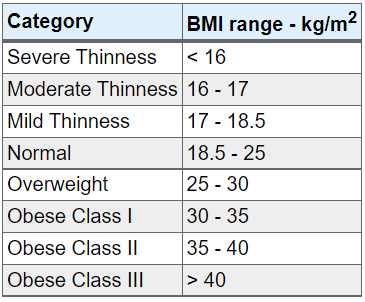 Category BMI range - kg/m2
Severe Thinness < 16
Moderate Thinness 16 - 17
Mild Thinness 17 - 18.5
Normal 18.5 - 25
Overweight 25 - 30
Obese Class I 30 - 35
Obese Class II 35 - 40
Obese Class III > 40